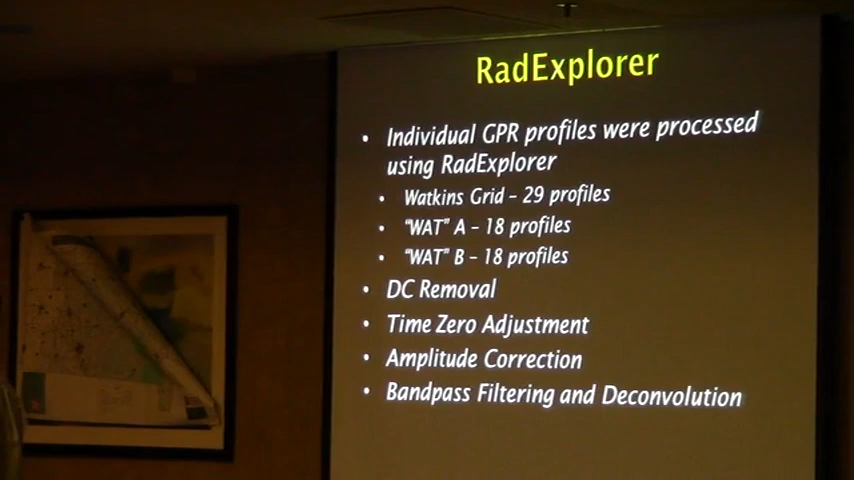 RadExplorer
• Individual GPR profiles were processed
using RadExplorer
• Watkins Grid – 29 profiles
• "WAT" A – 18 profiles
• "WAT" B – 18 profiles
• DC Removal
• Time Zero Adjustment
• Amplitude Correction
• Bandpass Filtering and Deconvolution